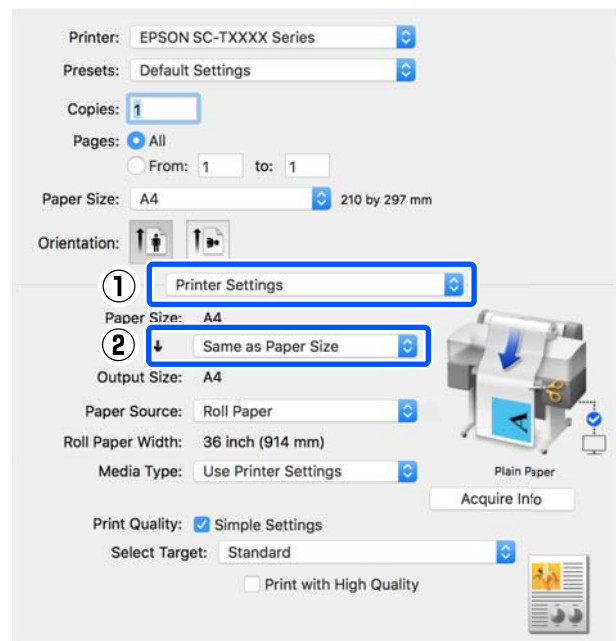 Printer: EPSON SC-TXXXX Series
Presets: Default Settings
Copies: 1
Pages: All
From: 1 to: 1
Paper Size: A4 210 by 297 mm
Orientation:
① Printer Settings
Paper Size: A4
② Same as Paper Size
Output Size: A4
Paper Source: Roll Paper
Roll Paper Width: 36 inch (914 mm)
Media Type: Use Printer Settings
Plain Paper
Acquire Info
Print Quality: Simple Settings
Select Target: Standard
Print with High Quality
A